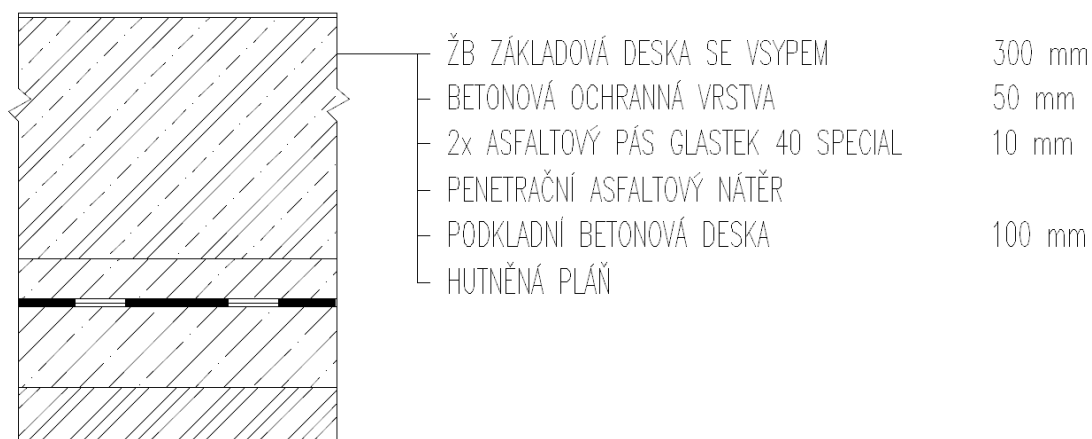 ŽB ZÁKLADOVÁ DESKA SE VSYPEM 300 mm
BETONOVÁ OCHRANNÁ VRSTVA 50 mm
2x ASFALTOVÝ PÁS GLASTEK 40 SPECIAL 10 mm
PENETRAČNÍ ASFALTOVÝ NÁTĚR
PODKLADNÍ BETONOVÁ DESKA 100 mm
HUTNĚNÁ PLÁŇ